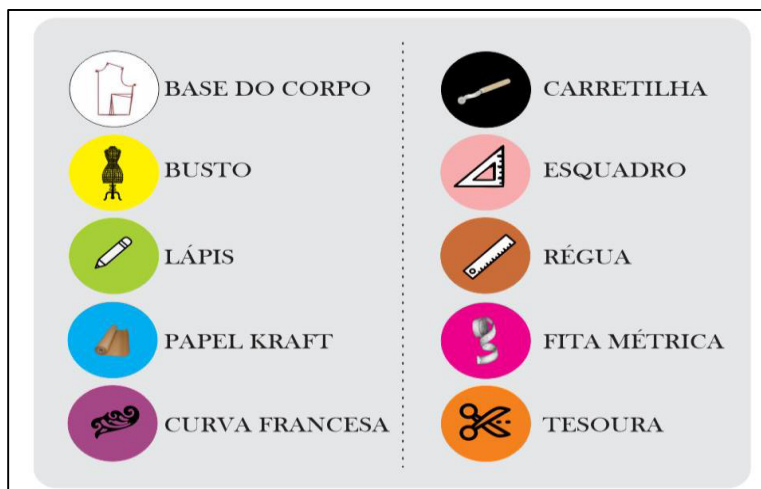 BASE DO CORPO
BUSTO
LÁPIS
PAPEL KRAFT
CURVA FRANCESA
CARRETILHA
ESQUADRO
RÉGUA
FITA MÉTRICA
TESOURA